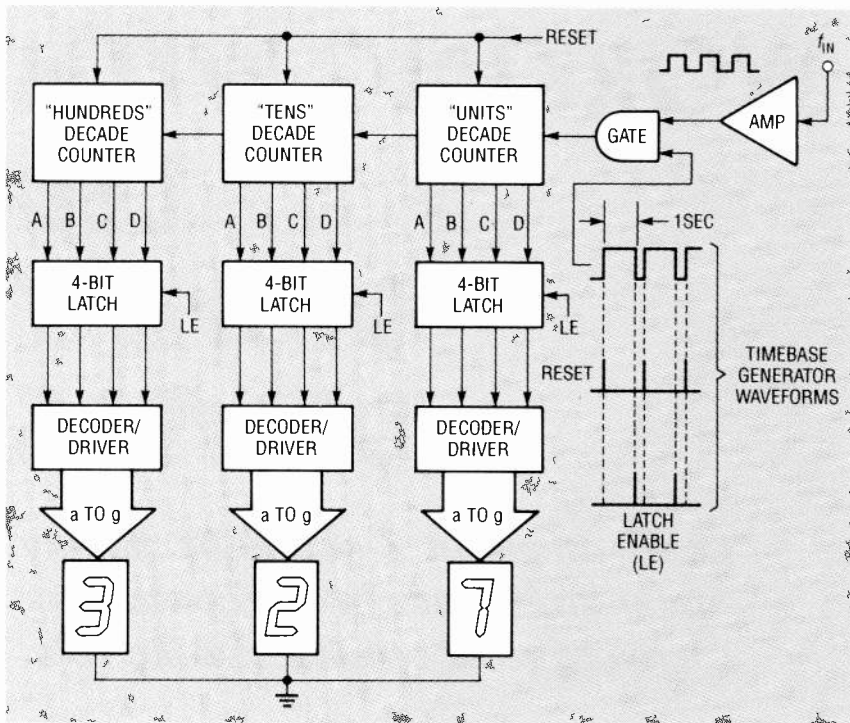 RESET
fIN
"HUNDREDS"
DECADE
COUNTER
"TENS"
DECADE
COUNTER
"UNITS"
DECADE
COUNTER
GATE
AMP
A B C D
A B C D
A B C D
1SEC
4-BIT
LATCH
LE
4-BIT
LATCH
LE
4-BIT
LATCH
LE
RESET
TIMEBASE
GENERATOR
WAVEFORMS
DECODER/
DRIVER
DECODER/
DRIVER
DECODER/
DRIVER
LATCH
ENABLE
(LE)
a TO g
a TO g
a TO g
3
2
7